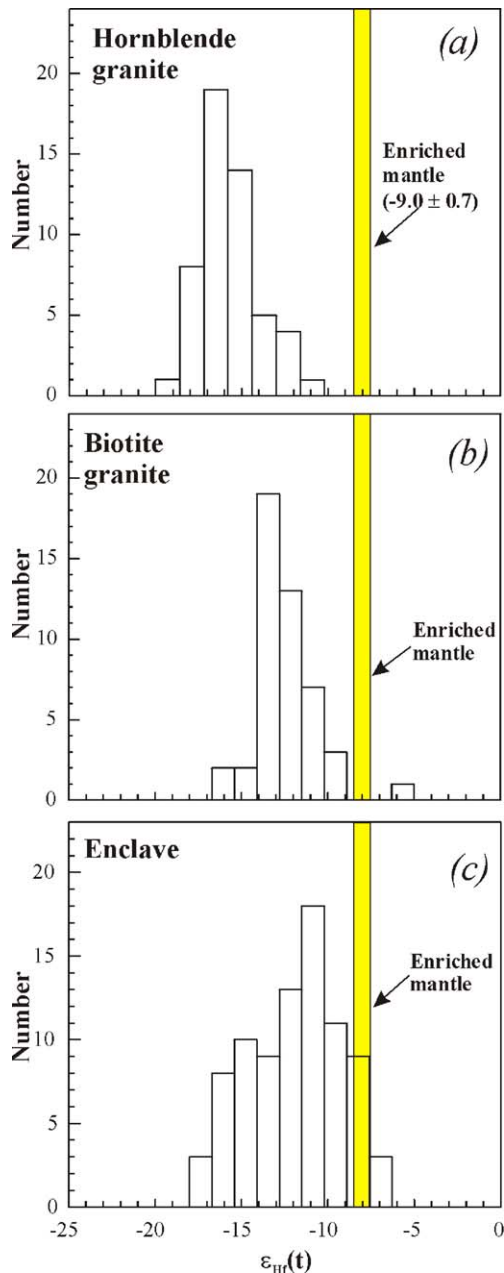 Hornblende
granite
(a)
Enriched
mantle
(-9.0 ± 0.7)
Number
20
15
10
5
0
Biotite
granite
(b)
Enriched
mantle
Number
20
15
10
5
0
Enclave
(c)
Enriched
mantle
Number
20
15
10
5
0
-25 -20 -15 -10 -5 0
εHf(t)